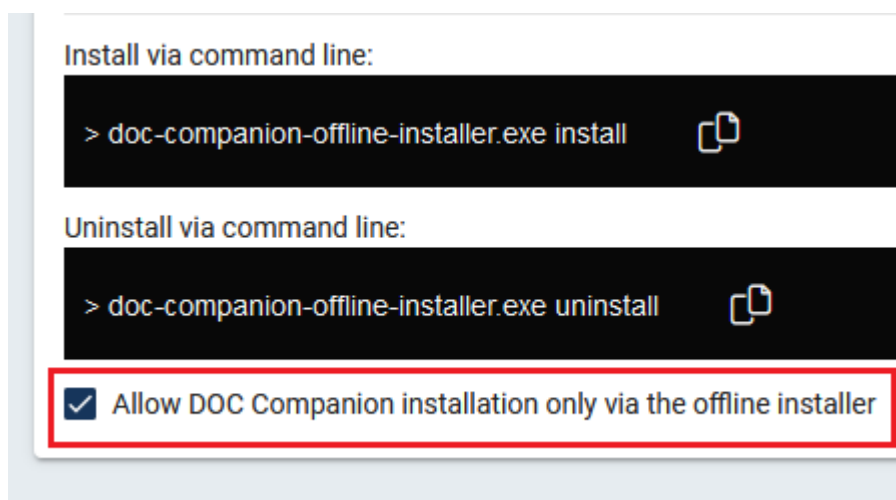 Install via command line:
> doc-companion-offline-installer.exe install
Uninstall via command line:
> doc-companion-offline-installer.exe uninstall
Allow DOC Companion installation only via the offline installer